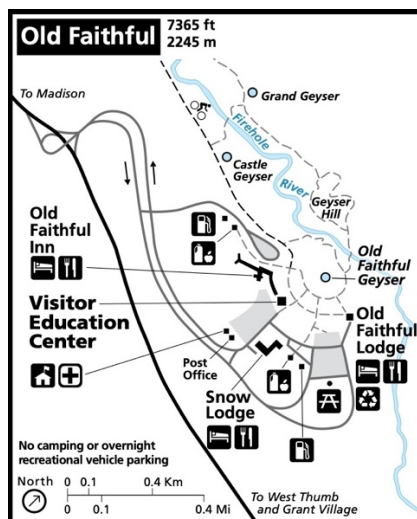 Old Faithful
7365 ft
2245 m
To Madison
Grand Geyser
Firehole
River
Castle
Geyser
Geyser
Hill
Old
Faithful
Inn
Old
Faithful
Geyser
Visitor
Education
Center
Old
Faithful
Lodge
Post
Office
Snow
Lodge
No camping or overnight
recreational vehicle parking
North
0 0.1 0.4 Km
0 0.1 0.4 Mi
To West Thumb
and Grant Village